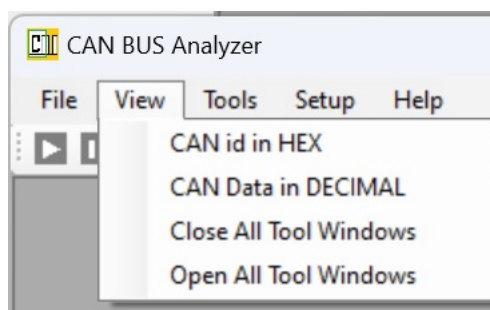 CAN BUS Analyzer
File View Tools Setup Help
CAN id in HEX
CAN Data in DECIMAL
Close All Tool Windows
Open All Tool Windows